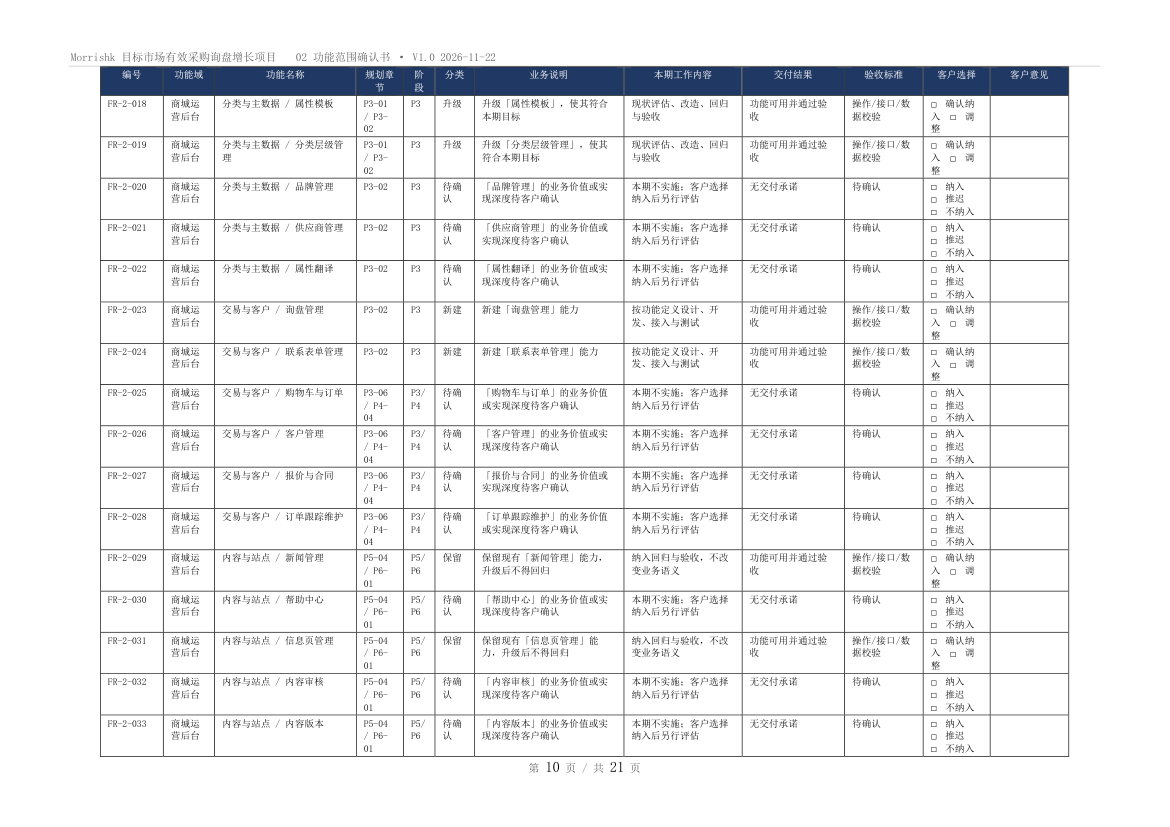 Morrishk 目标市场有效采购询盘增长项目 02 功能范围确认书 • V1.0 2026-11-22
编号 功能域 功能名称 规划章节 阶段 分类 业务说明 本期工作内容 交付结果 验收标准 客户选择 客户意见
FR-2-018 商城运营后台 分类与主数据 / 属性模板 P3-01 / P3-02 P3 升级 升级「属性模板」，使其符合本期目标 现状评估、改造、回归与验收 功能可用并通过验收 操作/接口/数据校验 □ 确认纳入 □ 调整
FR-2-019 商城运营后台 分类与主数据 / 分类层级管理 P3-01 / P3-02 P3 升级 升级「分类层级管理」，使其符合本期目标 现状评估、改造、回归与验收 功能可用并通过验收 操作/接口/数据校验 □ 确认纳入 □ 调整
FR-2-020 商城运营后台 分类与主数据 / 品牌管理 P3-02 P3 待确认 「品牌管理」的业务价值或实现深度待客户确认 本期不实施；客户选择纳入后另行评估 无交付承诺 待确认 □ 纳入 □ 推迟 □ 不纳入
FR-2-021 商城运营后台 分类与主数据 / 供应商管理 P3-02 P3 待确认 「供应商管理」的业务价值或实现深度待客户确认 本期不实施；客户选择纳入后另行评估 无交付承诺 待确认 □ 纳入 □ 推迟 □ 不纳入
FR-2-022 商城运营后台 分类与主数据 / 属性翻译 P3-02 P3 待确认 「属性翻译」的业务价值或实现深度待客户确认 本期不实施；客户选择纳入后另行评估 无交付承诺 待确认 □ 纳入 □ 推迟 □ 不纳入
FR-2-023 商城运营后台 交易与客户 / 询盘管理 P3-02 P3 新建 新建「询盘管理」能力 按功能定义设计、开发、接入与测试 功能可用并通过验收 操作/接口/数据校验 □ 确认纳入 □ 调整
FR-2-024 商城运营后台 交易与客户 / 联系表单管理 P3-02 P3 新建 新建「联系表单管理」能力 按功能定义设计、开发、接入与测试 功能可用并通过验收 操作/接口/数据校验 □ 确认纳入 □ 调整
FR-2-025 商城运营后台 交易与客户 / 购物车与订单 P3-06 / P4-04 P3/P4 待确认 「购物车与订单」的业务价值或实现深度待客户确认 本期不实施；客户选择纳入后另行评估 无交付承诺 待确认 □ 纳入 □ 推迟 □ 不纳入
FR-2-026 商城运营后台 交易与客户 / 客户管理 P3-06 / P4-04 P3/P4 待确认 「客户管理」的业务价值或实现深度待客户确认 本期不实施；客户选择纳入后另行评估 无交付承诺 待确认 □ 纳入 □ 推迟 □ 不纳入
FR-2-027 商城运营后台 交易与客户 / 报价与合同 P3-06 / P4-04 P3/P4 待确认 「报价与合同」的业务价值或实现深度待客户确认 本期不实施；客户选择纳入后另行评估 无交付承诺 待确认 □ 纳入 □ 推迟 □ 不纳入
FR-2-028 商城运营后台 交易与客户 / 订单跟踪维护 P3-06 / P4-04 P3/P4 待确认 「订单跟踪维护」的业务价值或实现深度待客户确认 本期不实施；客户选择纳入后另行评估 无交付承诺 待确认 □ 纳入 □ 推迟 □ 不纳入
FR-2-029 商城运营后台 内容与站点 / 新闻管理 P5-04 / P6-01 P5/P6 保留 保留现有「新闻管理」能力，升级后不得回归 纳入回归与验收，不改变业务语义 功能可用并通过验收 操作/接口/数据校验 □ 确认纳入 □ 调整
FR-2-030 商城运营后台 内容与站点 / 帮助中心 P5-04 / P6-01 P5/P6 待确认 「帮助中心」的业务价值或实现深度待客户确认 本期不实施；客户选择纳入后另行评估 无交付承诺 待确认 □ 纳入 □ 推迟 □ 不纳入
FR-2-031 商城运营后台 内容与站点 / 信息页管理 P5-04 / P6-01 P5/P6 保留 保留现有「信息页管理」能力，升级后不得回归 纳入回归与验收，不改变业务语义 功能可用并通过验收 操作/接口/数据校验 □ 确认纳入 □ 调整
FR-2-032 商城运营后台 内容与站点 / 内容审核 P5-04 / P6-01 P5/P6 待确认 「内容审核」的业务价值或实现深度待客户确认 本期不实施；客户选择纳入后另行评估 无交付承诺 待确认 □ 纳入 □ 推迟 □ 不纳入
FR-2-033 商城运营后台 内容与站点 / 内容版本 P5-04 / P6-01 P5/P6 待确认 「内容版本」的业务价值或实现深度待客户确认 本期不实施；客户选择纳入后另行评估 无交付承诺 待确认 □ 纳入 □ 推迟 □ 不纳入
第 10 页 / 共 21 页